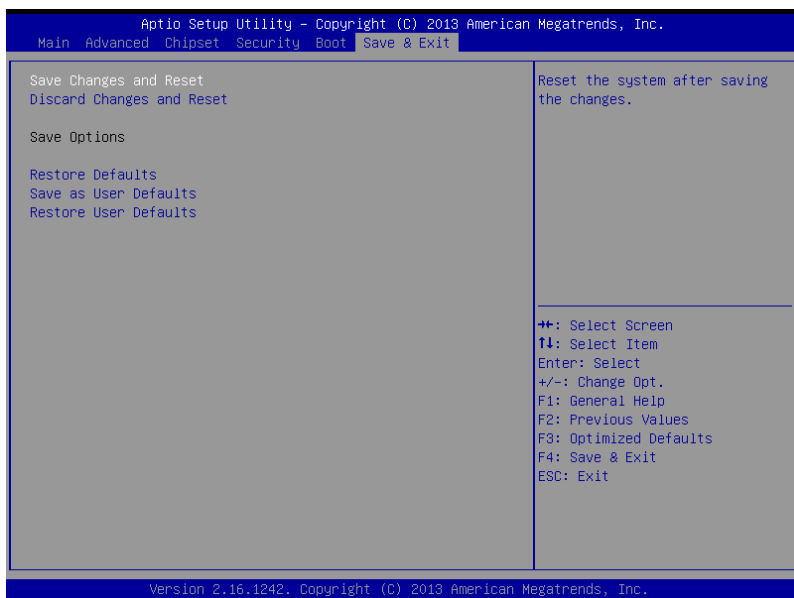 Aptio Setup Utility – Copyright (C) 2013 American Megatrends, Inc.
Main Advanced Chipset Security Boot Save & Exit
Save Changes and Reset
Discard Changes and Reset
Save Options
Restore Defaults
Save as User Defaults
Restore User Defaults
Reset the system after saving
the changes.
→←: Select Screen
↑↓: Select Item
Enter: Select
+/-: Change Opt.
F1: General Help
F2: Previous Values
F3: Optimized Defaults
F4: Save & Exit
ESC: Exit
Version 2.16.1242. Copyright (C) 2013 American Megatrends, Inc.